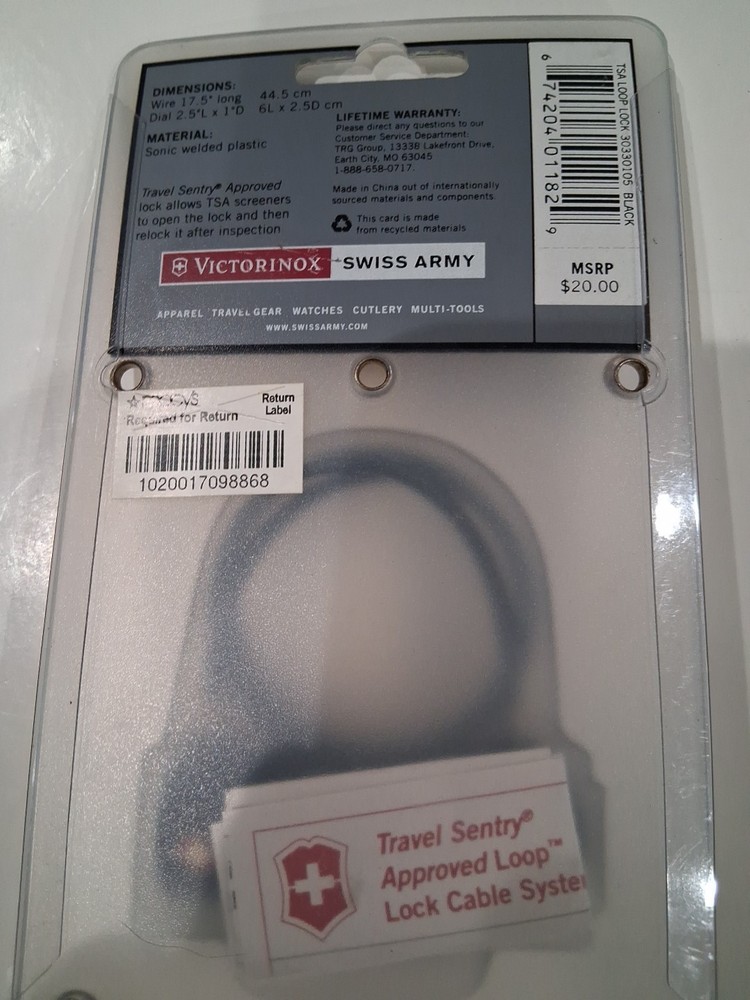 DIMENSIONS:
Wire 17.5" long 44.5 cm
Dial 2.5"L x 1"D 6L x 2.5D cm
MATERIAL:
Sonic welded plastic
Travel Sentry® Approved
lock allows TSA screeners
to open the lock and then
relock it after inspection
LIFETIME WARRANTY:
Please direct any questions to our
Customer Service Department:
TRG Group, 13338 Lakefront Drive,
Earth City, MO 63045
1-888-658-0717.
Made in China out of internationally
sourced materials and components.
This card is made
from recycled materials
VICTORINOX SWISS ARMY
APPAREL TRAVEL GEAR WATCHES CUTLERY MULTI-TOOLS
WWW.SWISSARMY.COM
TSA LOOP LOCK 30330105 BLACK
6 74204 01182 9
MSRP
$20.00
★macy's Return
Required for Return Label
1020017098868
Travel Sentry®
Approved Loop™
Lock Cable System